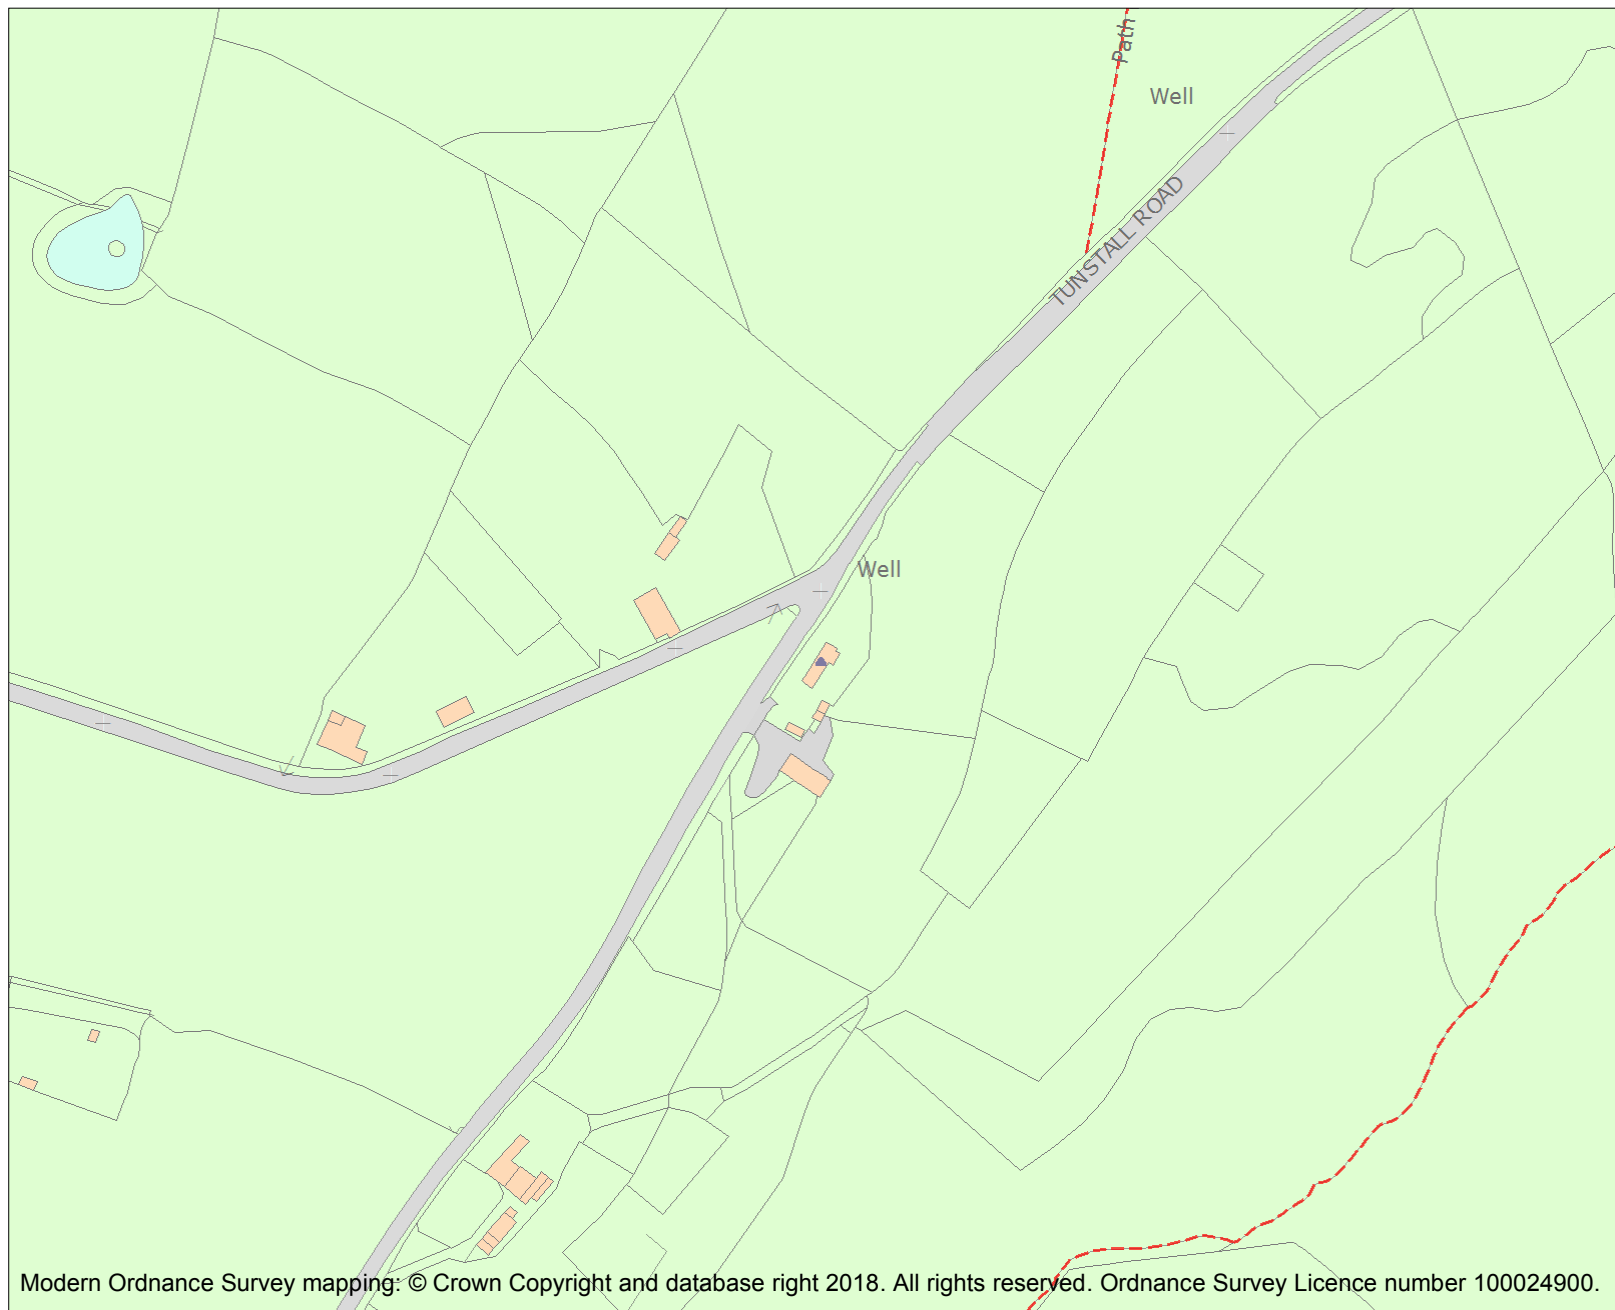 Path
Well
TUNSTALL ROAD
Well
Modern Ordnance Survey mapping: © Crown Copyright and database right 2018. All rights reserved. Ordnance Survey Licence number 100024900.